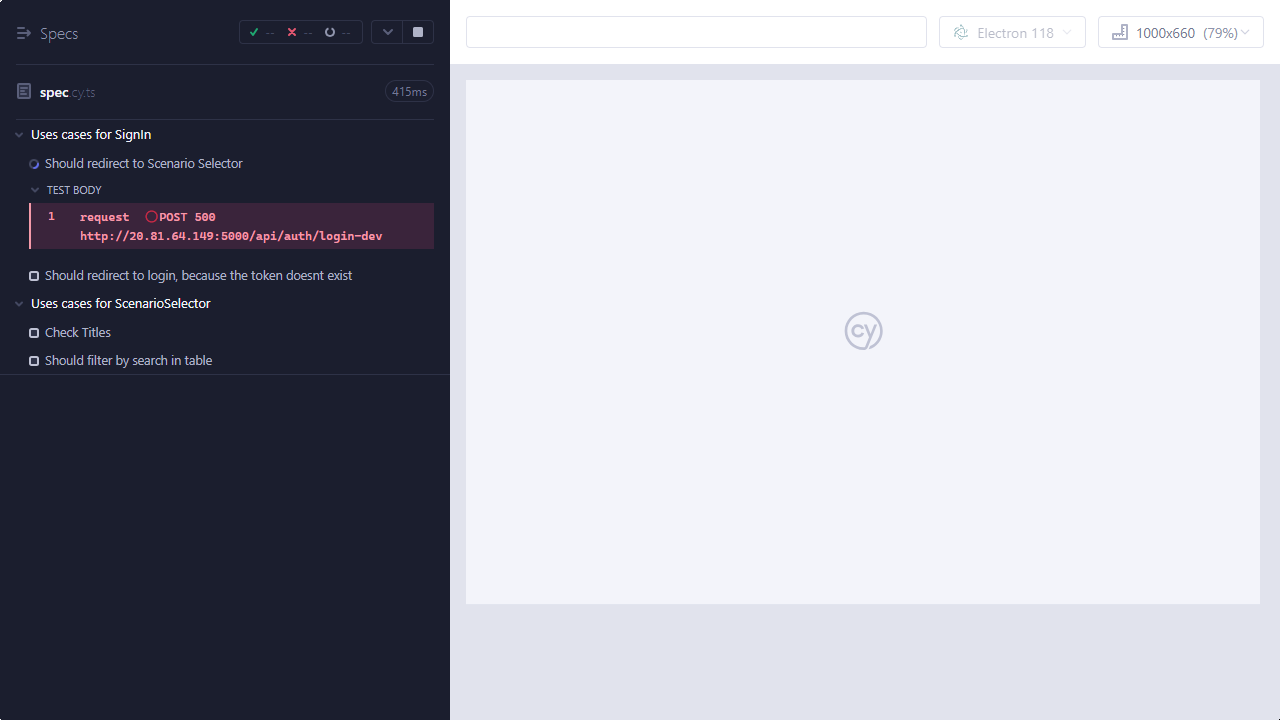 Specs
-- -- --
spec.cy.ts 415ms
Uses cases for SignIn
Should redirect to Scenario Selector
TEST BODY
1 request POST 500
http://20.81.64.149:5000/api/auth/login-dev
Should redirect to login, because the token doesnt exist
Uses cases for ScenarioSelector
Check Titles
Should filter by search in table
Electron 118
1000x660 (79%)
cy